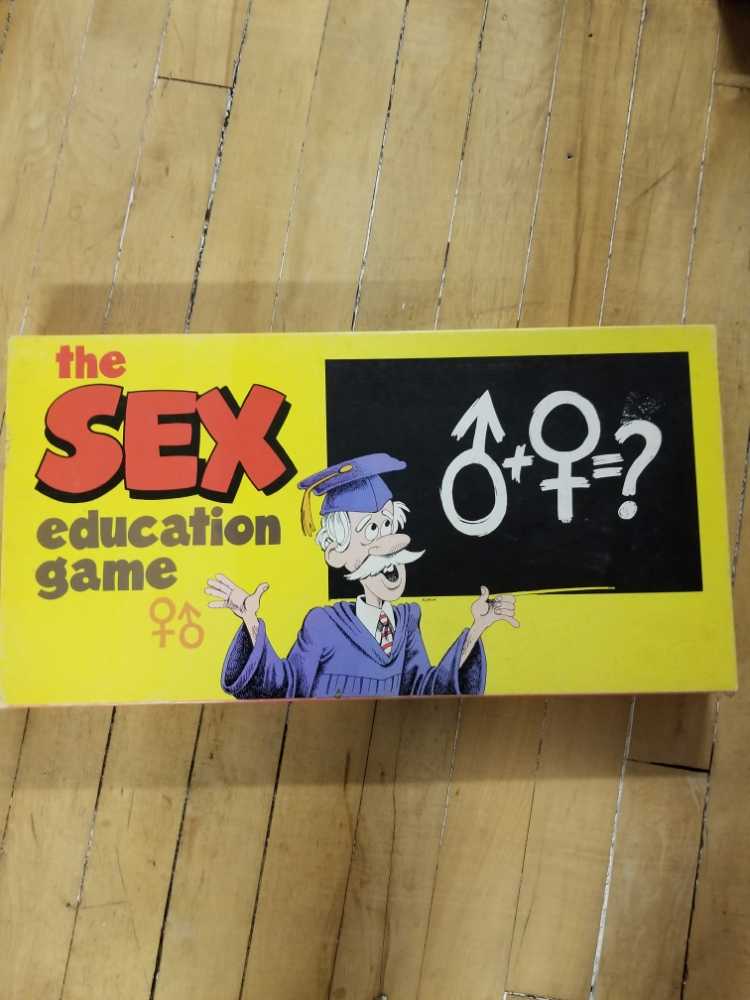 the
SEX
education
game
♀♂
♂+♀=?